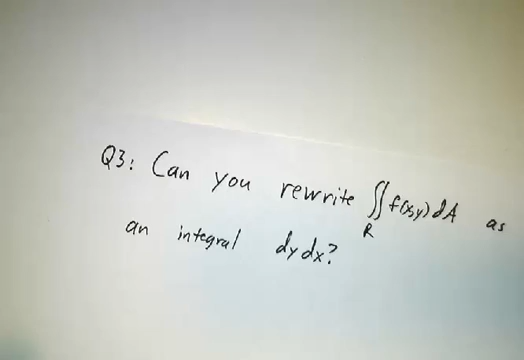 Q3: Can you rewrite ∬_R f(x,y) dA as
an integral dy dx?